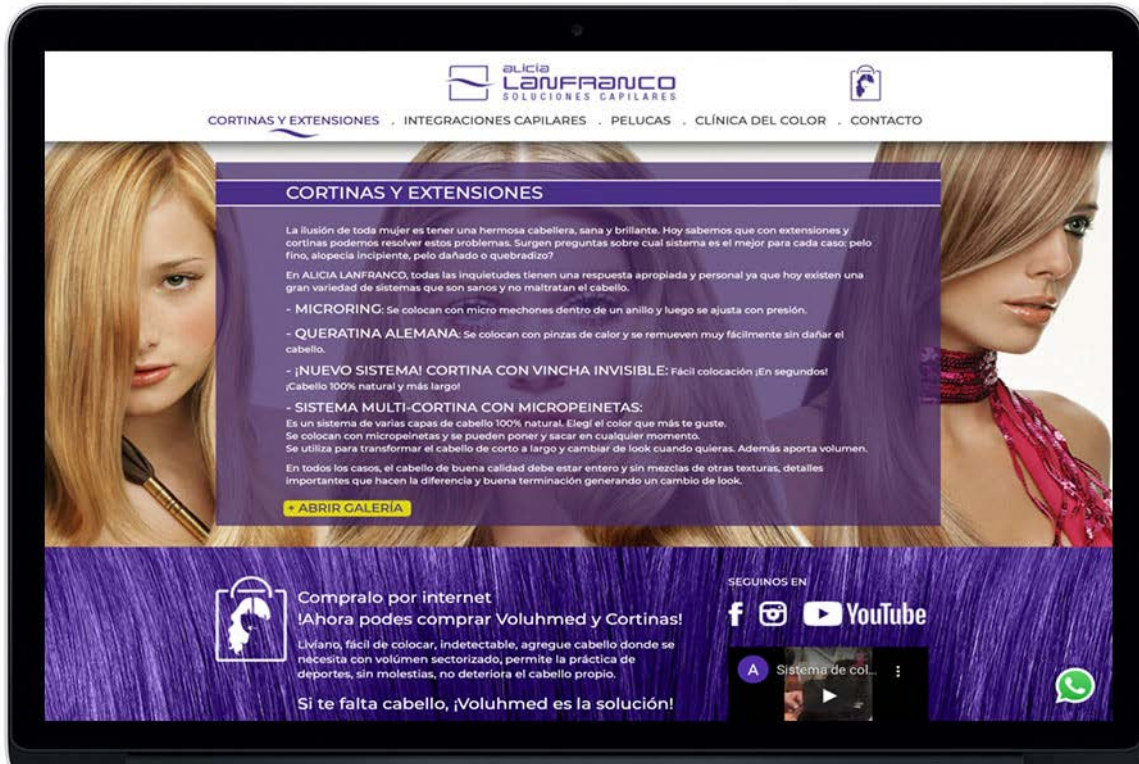 alicia
LANFRANCO
SOLUCIONES CAPILARES
CORTINAS Y EXTENSIONES . INTEGRACIONES CAPILARES . PELUCAS . CLÍNICA DEL COLOR . CONTACTO
CORTINAS Y EXTENSIONES
La ilusión de toda mujer es tener una hermosa cabellera, sana y brillante. Hoy sabemos que con extensiones y
cortinas podemos resolver estos problemas. Surgen preguntas sobre cual sistema es el mejor para cada caso: pelo
fino, alopecia incipiente, pelo dañado o quebradizo?
En ALICIA LANFRANCO, todas las inquietudes tienen una respuesta apropiada y personal ya que hoy existen una
gran variedad de sistemas que son sanos y no maltratan el cabello.
- MICRORING: Se colocan con micro mechones dentro de un anillo y luego se ajusta con presión.
- QUERATINA ALEMANA: Se colocan con pinzas de calor y se remueven muy fácilmente sin dañar el
cabello.
- ¡NUEVO SISTEMA! CORTINA CON VINCHA INVISIBLE: Fácil colocación ¡En segundos!
¡Cabello 100% natural y más largo!
- SISTEMA MULTI-CORTINA CON MICROPEINETAS:
Es un sistema de varias capas de cabello 100% natural. Elegí el color que más te guste.
Se colocan con micropeinetas y se pueden poner y sacar en cualquier momento.
Se utiliza para transformar el cabello de corto a largo y cambiar de look cuando quieras. Además aporta volumen.
En todos los casos, el cabello de buena calidad debe estar entero y sin mezclas de otras texturas, detalles
importantes que hacen la diferencia y buena terminación generando un cambio de look.
+ ABRIR GALERÍA
Compralo por internet
!Ahora podes comprar Voluhmed y Cortinas!
Liviano, fácil de colocar, indetectable, agregue cabello donde se
necesita con volúmen sectorizado, permite la práctica de
deportes, sin molestias, no deteriora el cabello propio.
Si te falta cabello, ¡Voluhmed es la solución!
SEGUINOS EN
f YouTube
A Sistema de col...